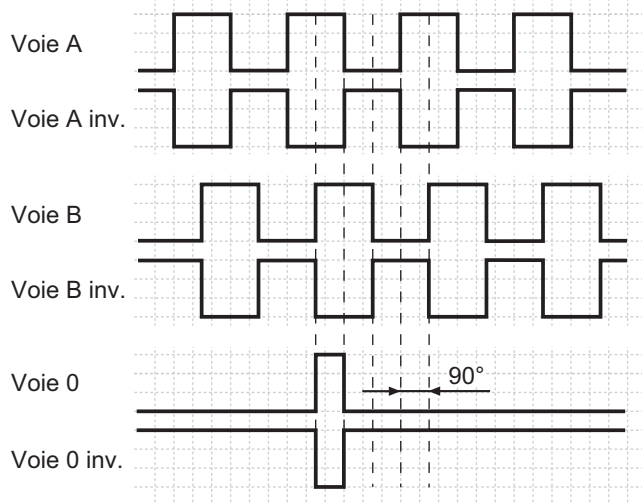 Voie A
Voie A inv.
Voie B
Voie B inv.
Voie 0
90°
Voie 0 inv.